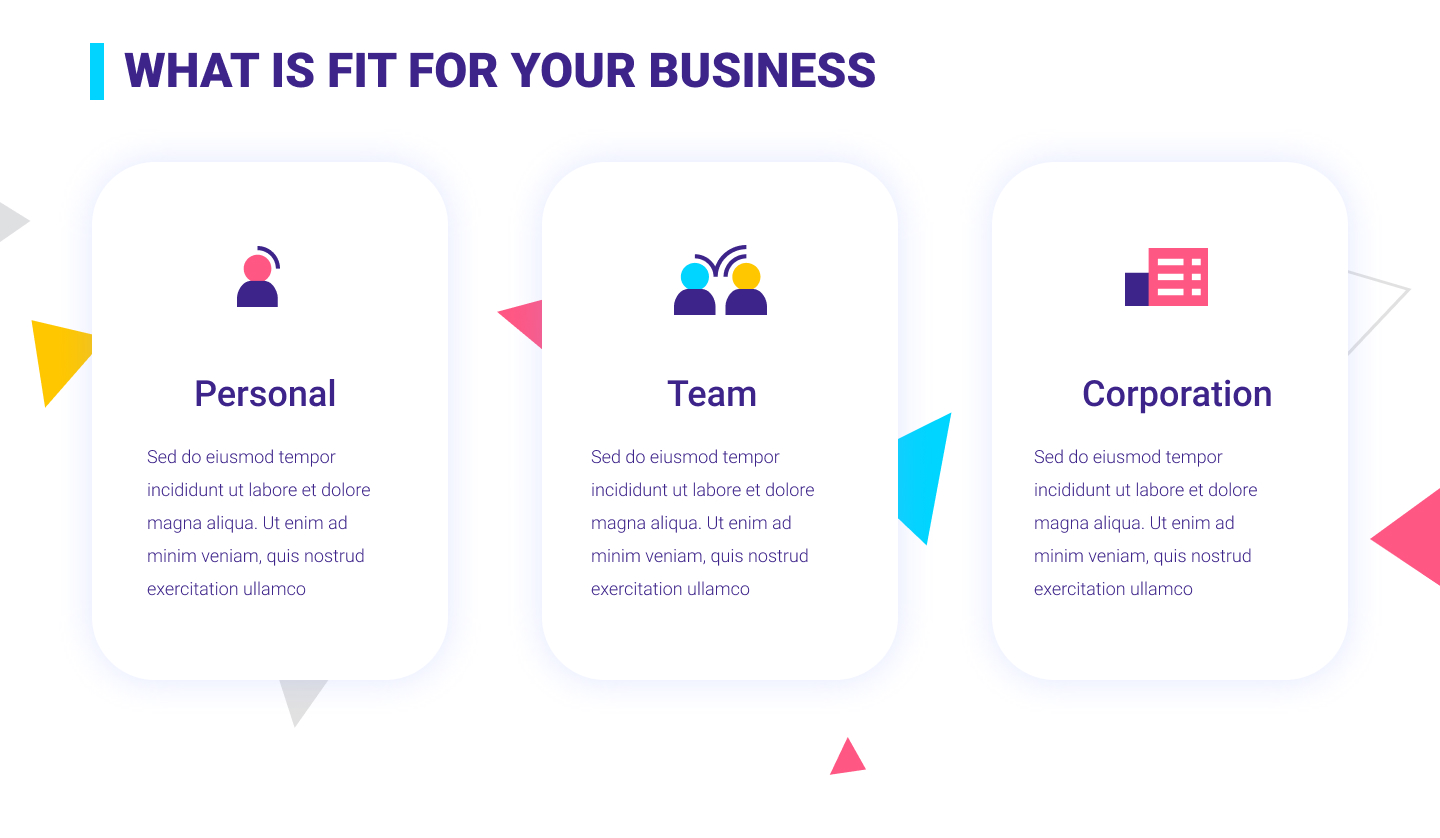 WHAT IS FIT FOR YOUR BUSINESS
Personal
Sed do eiusmod tempor
incididunt ut labore et dolore
magna aliqua. Ut enim ad
minim veniam, quis nostrud
exercitation ullamco
Team
Sed do eiusmod tempor
incididunt ut labore et dolore
magna aliqua. Ut enim ad
minim veniam, quis nostrud
exercitation ullamco
Corporation
Sed do eiusmod tempor
incididunt ut labore et dolore
magna aliqua. Ut enim ad
minim veniam, quis nostrud
exercitation ullamco